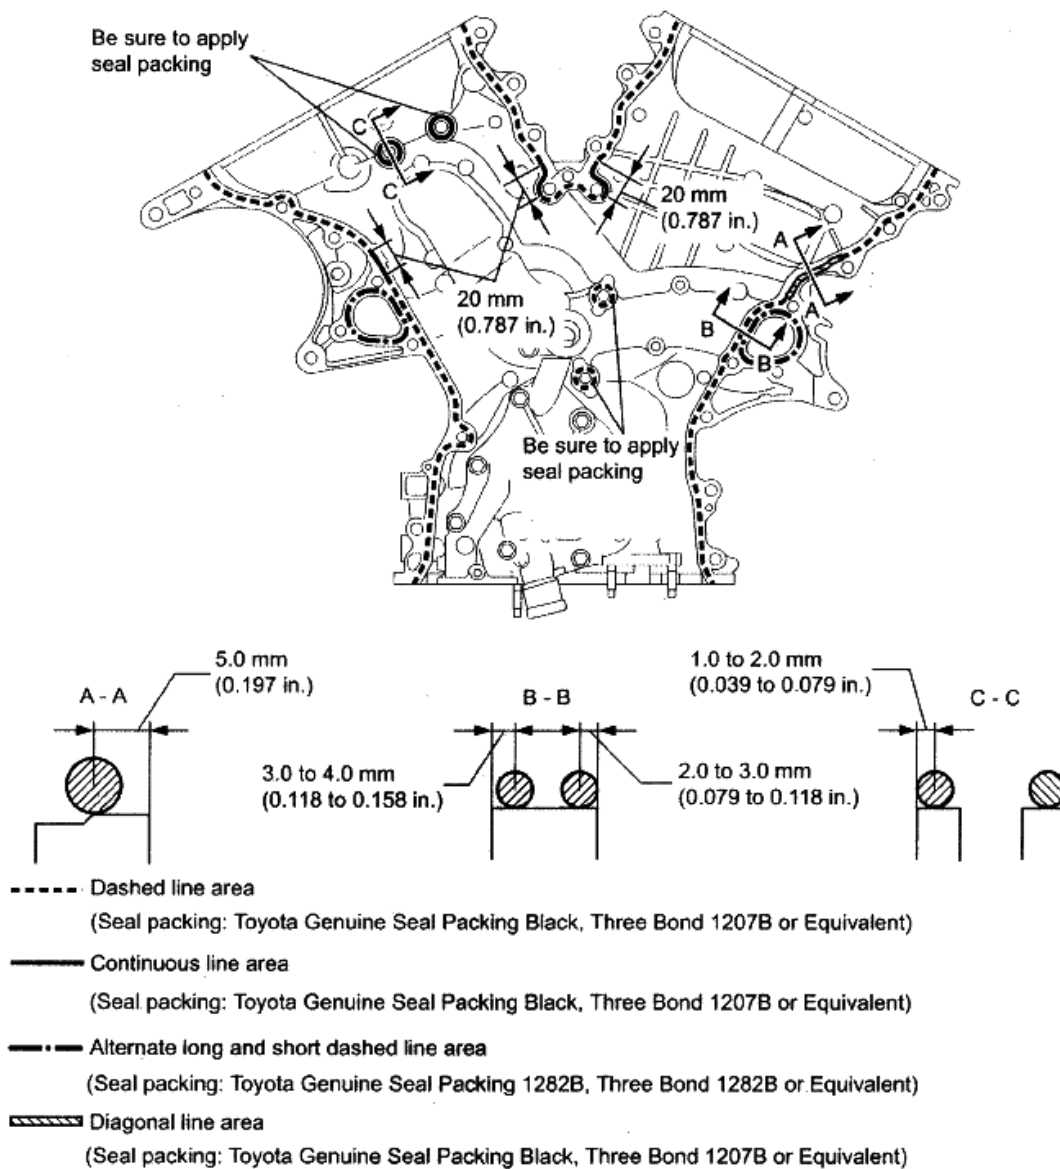 Be sure to apply
seal packing
C
C
20 mm
(0.787 in.)
A
A
20 mm
(0.787 in.)
B
B
Be sure to apply
seal packing
5.0 mm
(0.197 in.)
A - A
B - B
3.0 to 4.0 mm
(0.118 to 0.158 in.)
2.0 to 3.0 mm
(0.079 to 0.118 in.)
1.0 to 2.0 mm
(0.039 to 0.079 in.)
C - C
Dashed line area
(Seal packing: Toyota Genuine Seal Packing Black, Three Bond 1207B or Equivalent)
Continuous line area
(Seal packing: Toyota Genuine Seal Packing Black, Three Bond 1207B or Equivalent)
Alternate long and short dashed line area
(Seal packing: Toyota Genuine Seal Packing 1282B, Three Bond 1282B or Equivalent)
Diagonal line area
(Seal packing: Toyota Genuine Seal Packing Black, Three Bond 1207B or Equivalent)